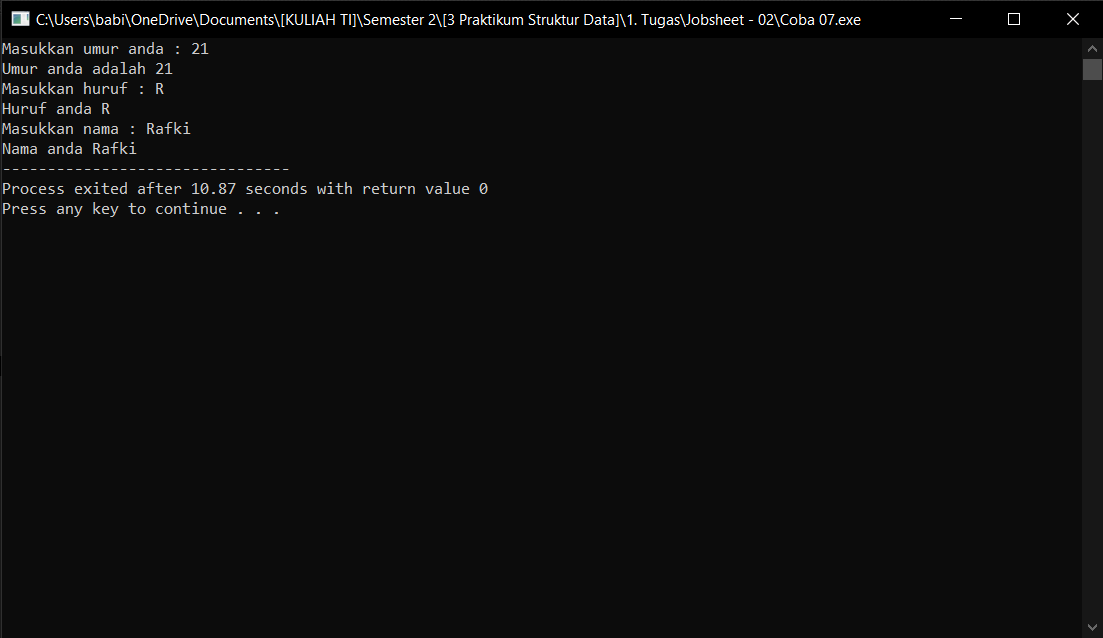 C:\Users\babi\OneDrive\Documents\[KULIAH TI]\Semester 2\[3 Praktikum Struktur Data]\1. Tugas\Jobsheet - 02\Coba 07.exe
Masukkan umur anda : 21
Umur anda adalah 21
Masukkan huruf : R
Huruf anda R
Masukkan nama : Rafki
Nama anda Rafki
--------------------------------
Process exited after 10.87 seconds with return value 0
Press any key to continue . . .